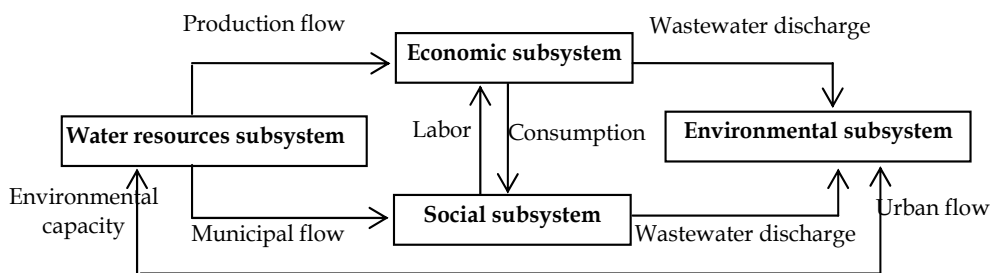 Production flow
Wastewater discharge
Economic subsystem
Water resources subsystem
Labor
Consumption
Environmental subsystem
Environmental
capacity
Municipal flow
Social subsystem
Wastewater discharge
Urban flow